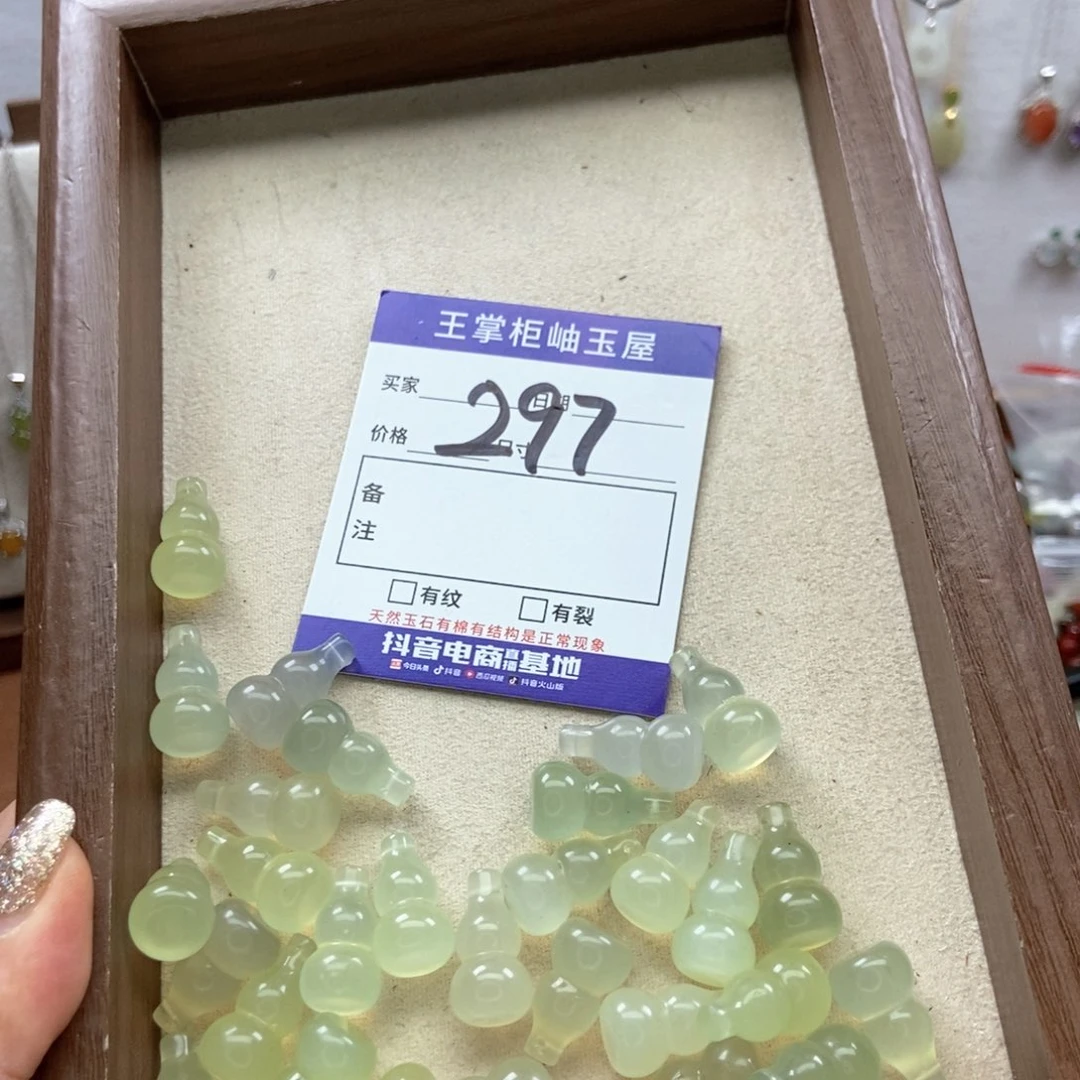 王掌柜岫玉屋
买家 日期
297
价格 尺寸
备
注
有纹 有裂
天然玉石有棉有结构是正常现象
抖音电商直播基地
今日头条 抖音 西瓜视频 抖音火山版